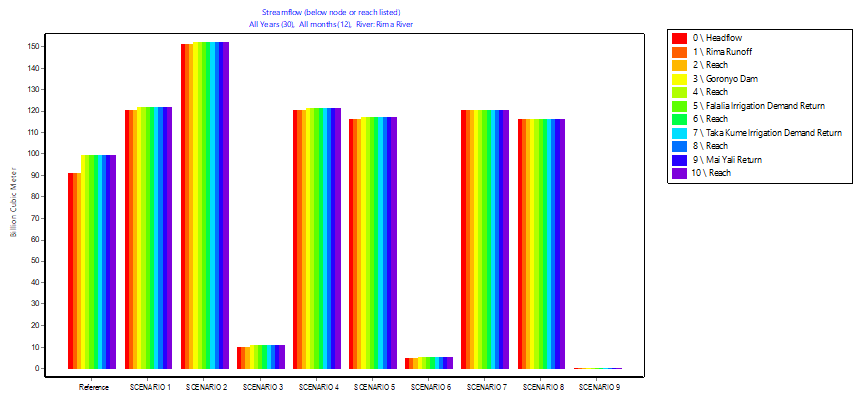 Streamflow (below node or reach listed)
All Years (30),  All months (12),  River: Rima River
Billion Cubic Meter
150
140
130
120
110
100
90
80
70
60
50
40
30
20
10
0
Reference
SCENARIO 1
SCENARIO 2
SCENARIO 3
SCENARIO 4
SCENARIO 5
SCENARIO 6
SCENARIO 7
SCENARIO 8
SCENARIO 9
0 \ Headflow
1 \ Rima Runoff
2 \ Reach
3 \ Goronyo Dam
4 \ Reach
5 \ Falalia Irrigation Demand Return
6 \ Reach
7 \ Taka Kume Irrigation Demand Return
8 \ Reach
9 \ Mai Yali Return
10 \ Reach